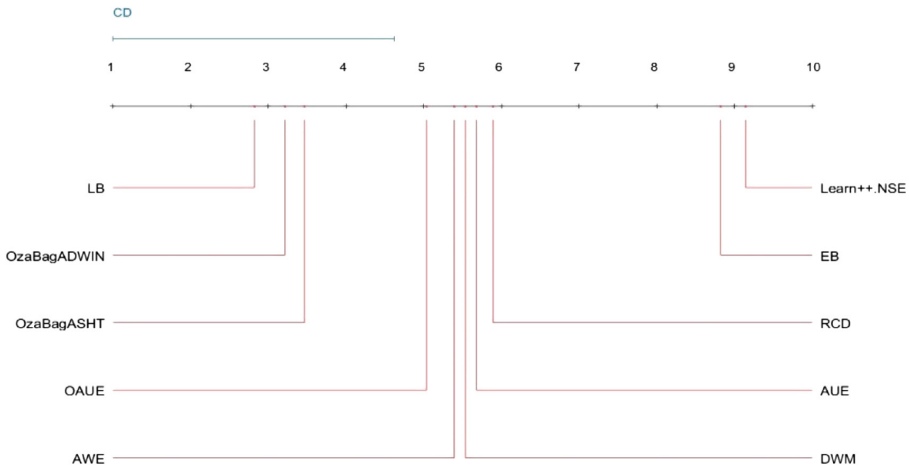 CD
1 2 3 4 5 6 7 8 9 10
LB Learn++.NSE
OzaBagADWIN EB
OzaBagASHT RCD
OAUE AUE
AWE DWM